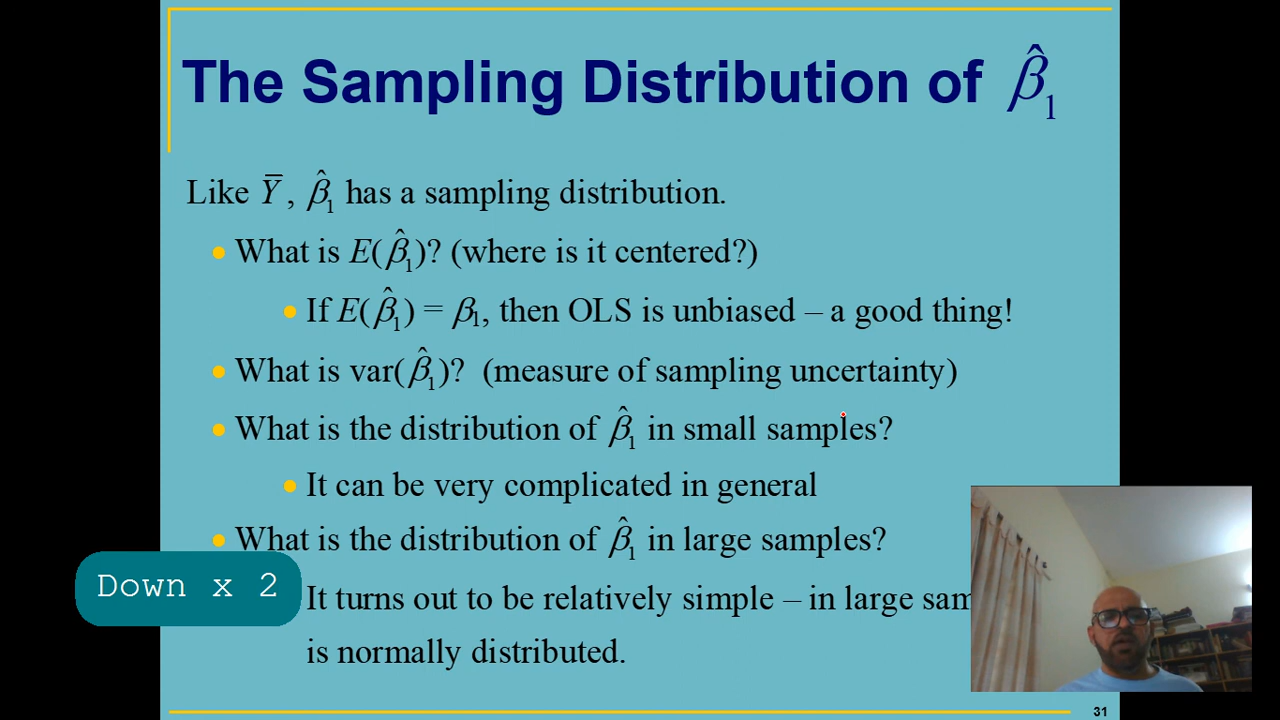 The Sampling Distribution of β̂₁
Like Ȳ, β̂₁ has a sampling distribution.
• What is E(β̂₁)? (where is it centered?)
• If E(β̂₁) = β₁, then OLS is unbiased – a good thing!
• What is var(β̂₁)? (measure of sampling uncertainty)
• What is the distribution of β̂₁ in small samples?
• It can be very complicated in general
• What is the distribution of β̂₁ in large samples?
Down x 2
It turns out to be relatively simple – in large
is normally distributed.
31